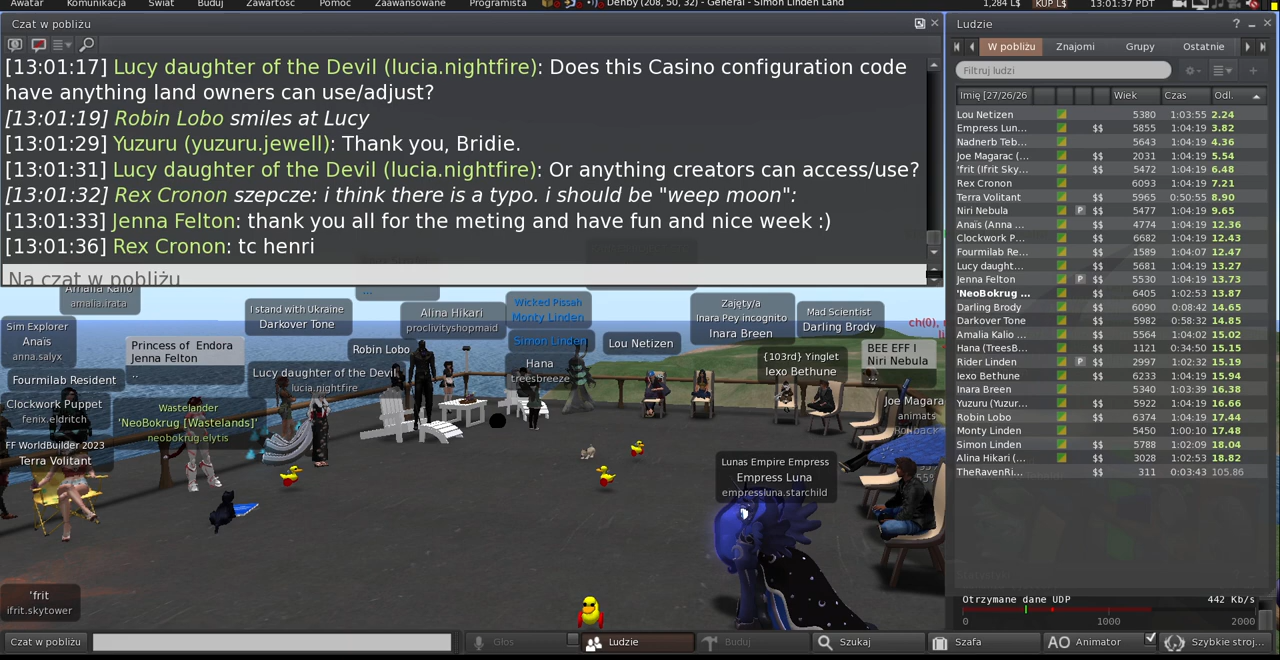 Awatar Komunikacja Świat Buduj Zawartość Pomoc Zaawansowane Programista Denby (208, 50, 32) - General - Simon Linden Land 1,284 L$ KUP L$ 13:01:37 PDT
Czat w pobliżu
[13:01:17] Lucy daughter of the Devil (lucia.nightfire): Does this Casino configuration code
have anything land owners can use/adjust?
[13:01:19] Robin Lobo smiles at Lucy
[13:01:29] Yuzuru (yuzuru.jewell): Thank you, Bridie.
[13:01:31] Lucy daughter of the Devil (lucia.nightfire): Or anything creators can access/use?
[13:01:32] Rex Cronon szepcze: i think there is a typo. i should be "weep moon":
[13:01:33] Jenna Felton: thank you all for the meting and have fun and nice week :)
[13:01:36] Rex Cronon: tc henri
Na czat w pobliżu
Amalia Kalio
amalia.irata
...
I stand with Ukraine
Darkover Tone
Alina Hikari
proclivityshopmaid
Wicked Pissah
Monty Linden
Simon Linden
Hana
treesbreeze
Lou Netizen
Zajęty/a
Inara Pey incognito
Inara Breen
Mad Scientist
Darling Brody
ch(0),
Sim Explorer
Anaïs
anna.salyx
Princess of Endora
Jenna Felton
..
Robin Lobo
{103rd} Yinglet
Iexo Bethune
BEE EFF I
Niri Nebula
...
Fourmilab Resident
Lucy daughter of the Devil
lucia.nightfire
Clockwork Puppet
fenix.eldritch
Wastelander
'NeoBokrug [Wastelands]'
neobokrug.elytis
Joe Magara
animats
FF WorldBuilder 2023
Terra Volitant
Lunas Empire Empress
Empress Luna
empressluna.starchild
'frit
ifrit.skytower
Ludzie
? _ ×
W pobliżu Znajomi Grupy Ostatnie
Filtruj ludzi
Imię [27/26/26 Wiek Czas Odl.
Lou Netizen 5380 1:03:55 2.24
Empress Lun... $$ 5855 1:04:19 3.82
Nadnerb Teb... 5643 1:04:19 4.36
Joe Magarac (... $$ 2031 1:04:19 5.54
'frit (Ifrit Sky... $$ 5472 1:04:19 6.48
Rex Cronon 6093 1:04:19 7.21
Terra Volitant $$ 5965 0:50:55 8.90
Niri Nebula P $$ 5477 1:04:19 9.65
Anaïs (Anna ... $$ 4774 1:04:19 12.36
Clockwork P... $$ 6682 1:04:19 12.43
Fourmilab Re... $$ 1589 1:04:07 12.47
Lucy daught... $$ 5681 1:04:19 13.27
Jenna Felton P $$ 5530 1:04:19 13.73
'NeoBokrug ... $$ 6405 1:02:53 13.87
Darling Brody $$ 6090 0:08:42 14.65
Darkover Tone $$ 5982 0:58:32 14.85
Amalia Kalio ... $$ 5564 1:04:02 15.02
Hana (TreesB... $$ 1121 0:34:50 15.15
Rider Linden P $$ 2997 1:02:32 15.19
Iexo Bethune $$ 6233 1:04:19 15.94
Inara Breen 5340 1:03:39 16.38
Yuzuru (Yuzur... $$ 5922 1:04:19 16.66
Robin Lobo $$ 6374 1:04:19 17.44
Monty Linden 5450 1:00:10 17.48
Simon Linden $$ 5788 1:02:09 18.04
Alina Hikari (... $$ 3028 1:02:53 18.82
TheRavenRi... $$ 311 0:03:43 105.86
Otrzymane dane UDP 442 Kb/s
0 1000 2000
Czat w pobliżu Głos Ludzie Buduj Szukaj Szafa AO Animator Szybkie stroj...